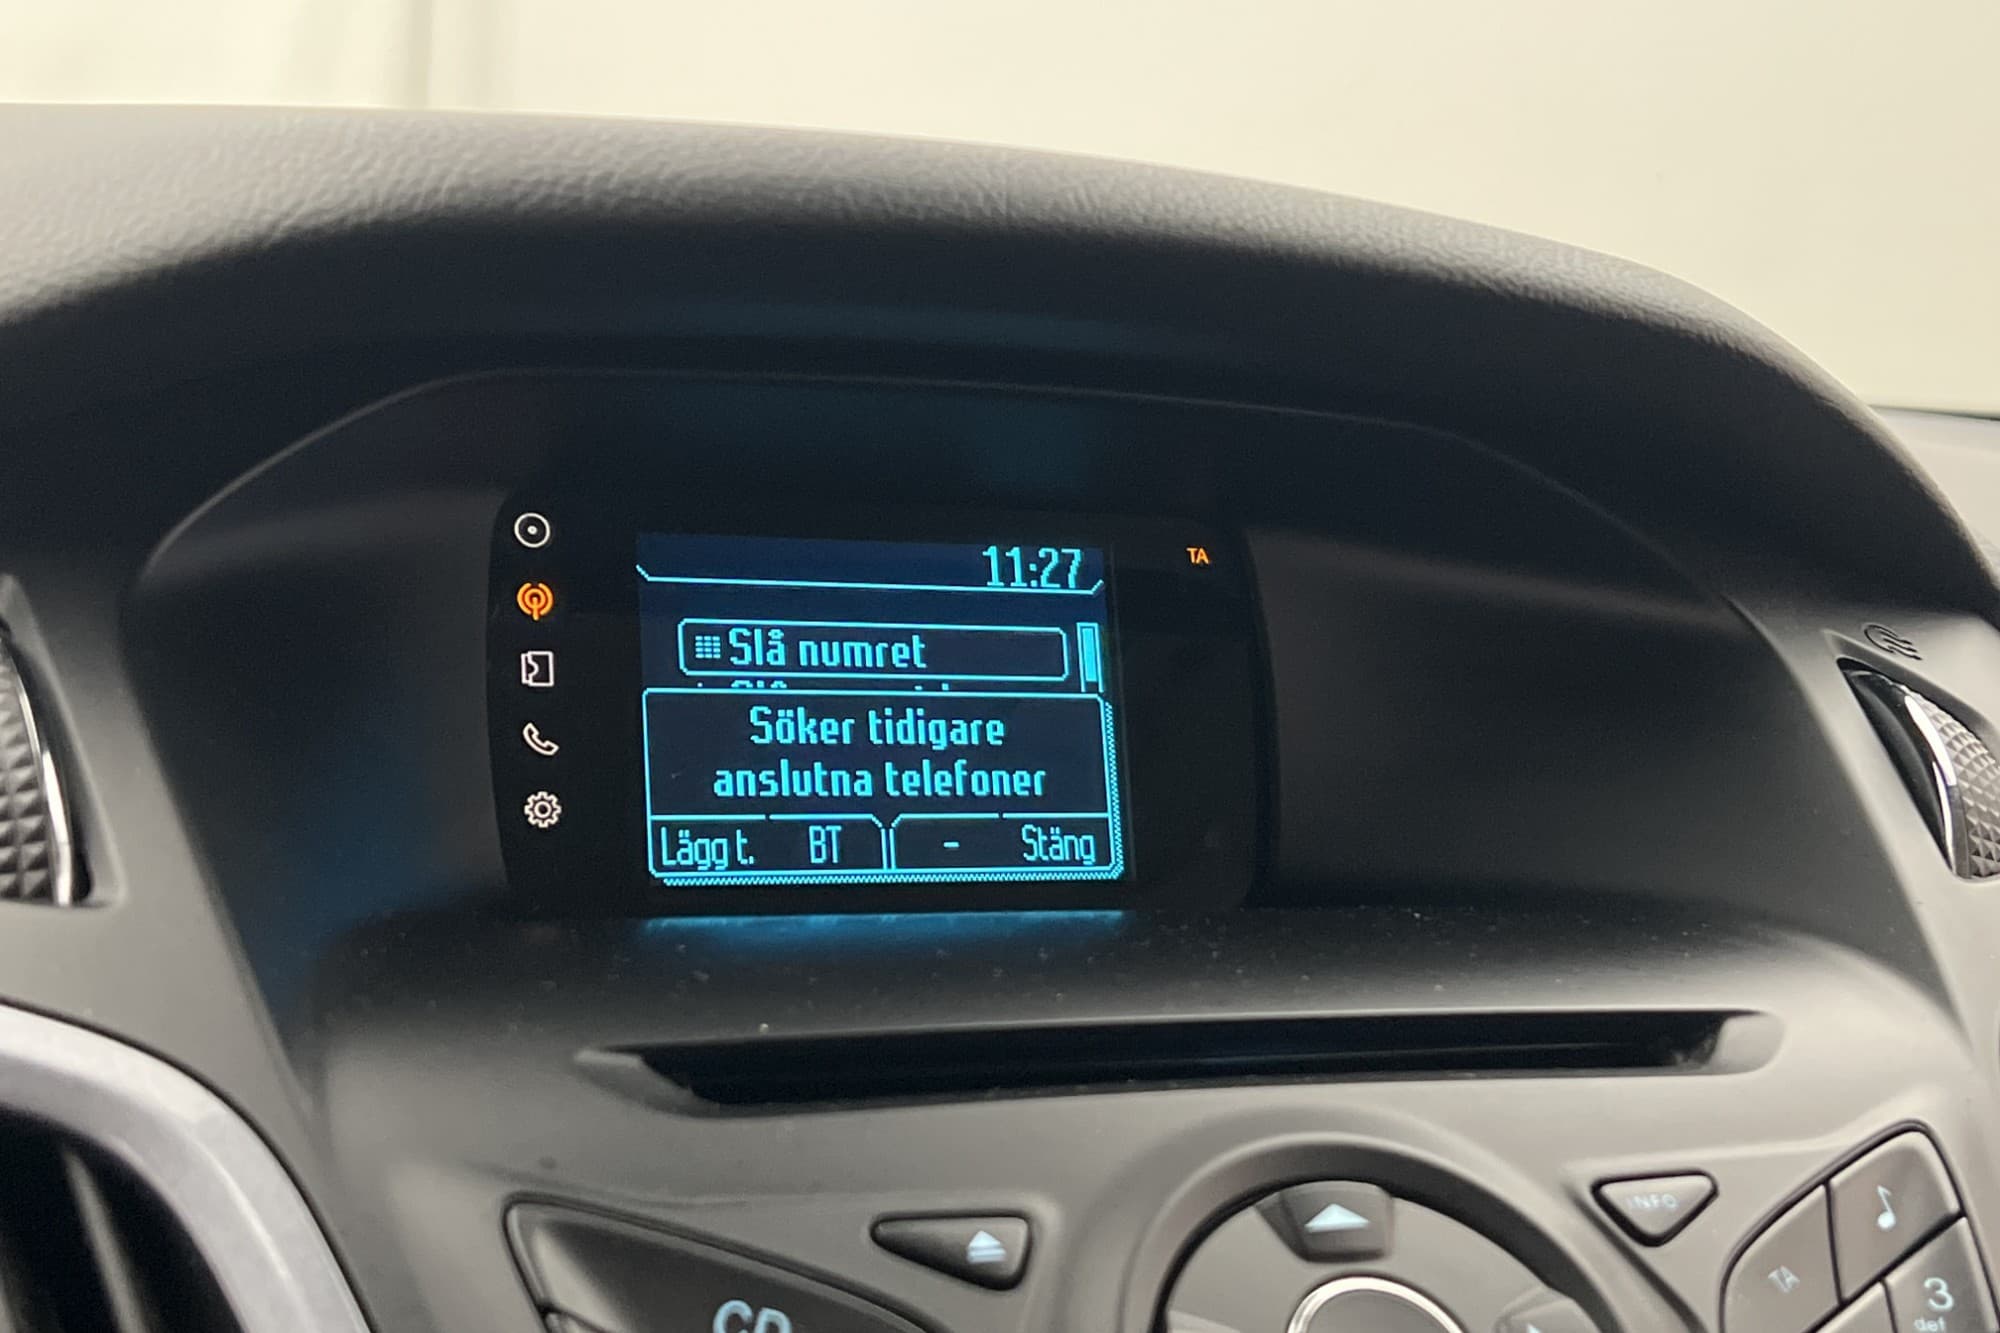 11:27
TA
Slå numret
Söker tidigare
anslutna telefoner
Lägg t. BT - Stäng
INFO
TA
3
def
CD